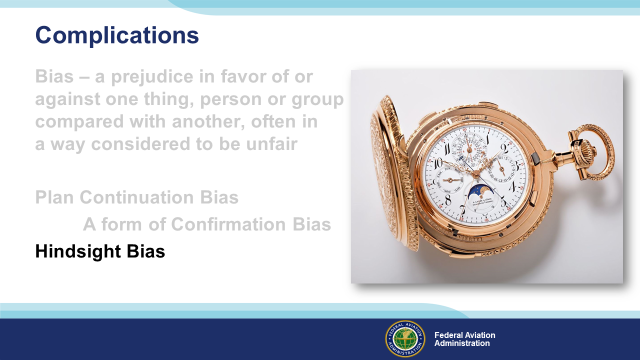 Complications
Bias – a prejudice in favor of or
against one thing, person or group
compared with another, often in
a way considered to be unfair
Plan Continuation Bias
A form of Confirmation Bias
Hindsight Bias
Federal Aviation
Administration